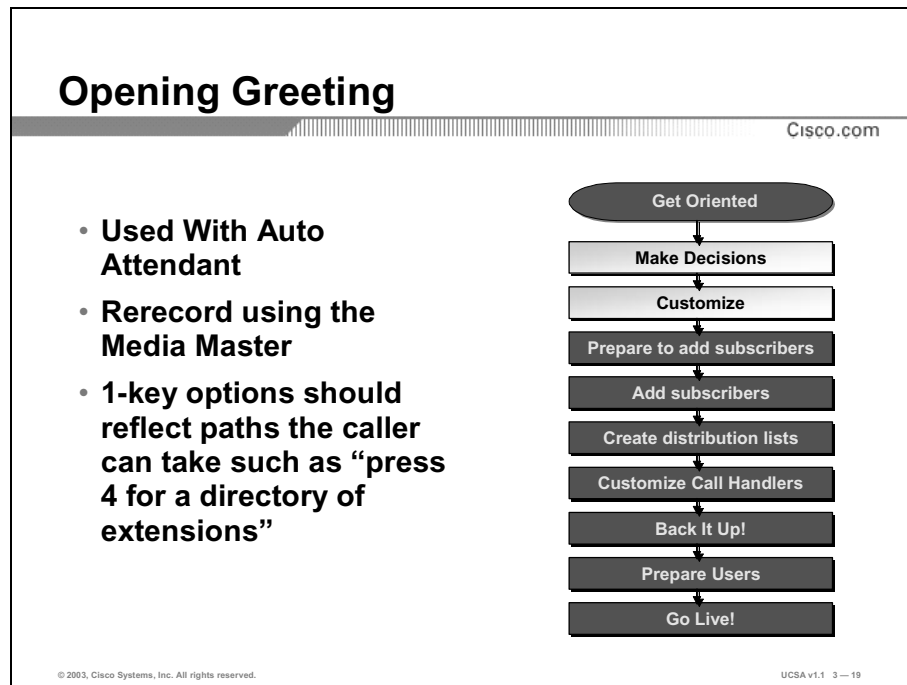 Opening Greeting
Cisco.com
• Used With Auto
Attendant
• Rerecord using the
Media Master
• 1-key options should
reflect paths the caller
can take such as “press
4 for a directory of
extensions”
Get Oriented
Make Decisions
Customize
Prepare to add subscribers
Add subscribers
Create distribution lists
Customize Call Handlers
Back It Up!
Prepare Users
Go Live!
© 2003, Cisco Systems, Inc. All rights reserved.
UCSA v1.1 3 — 19